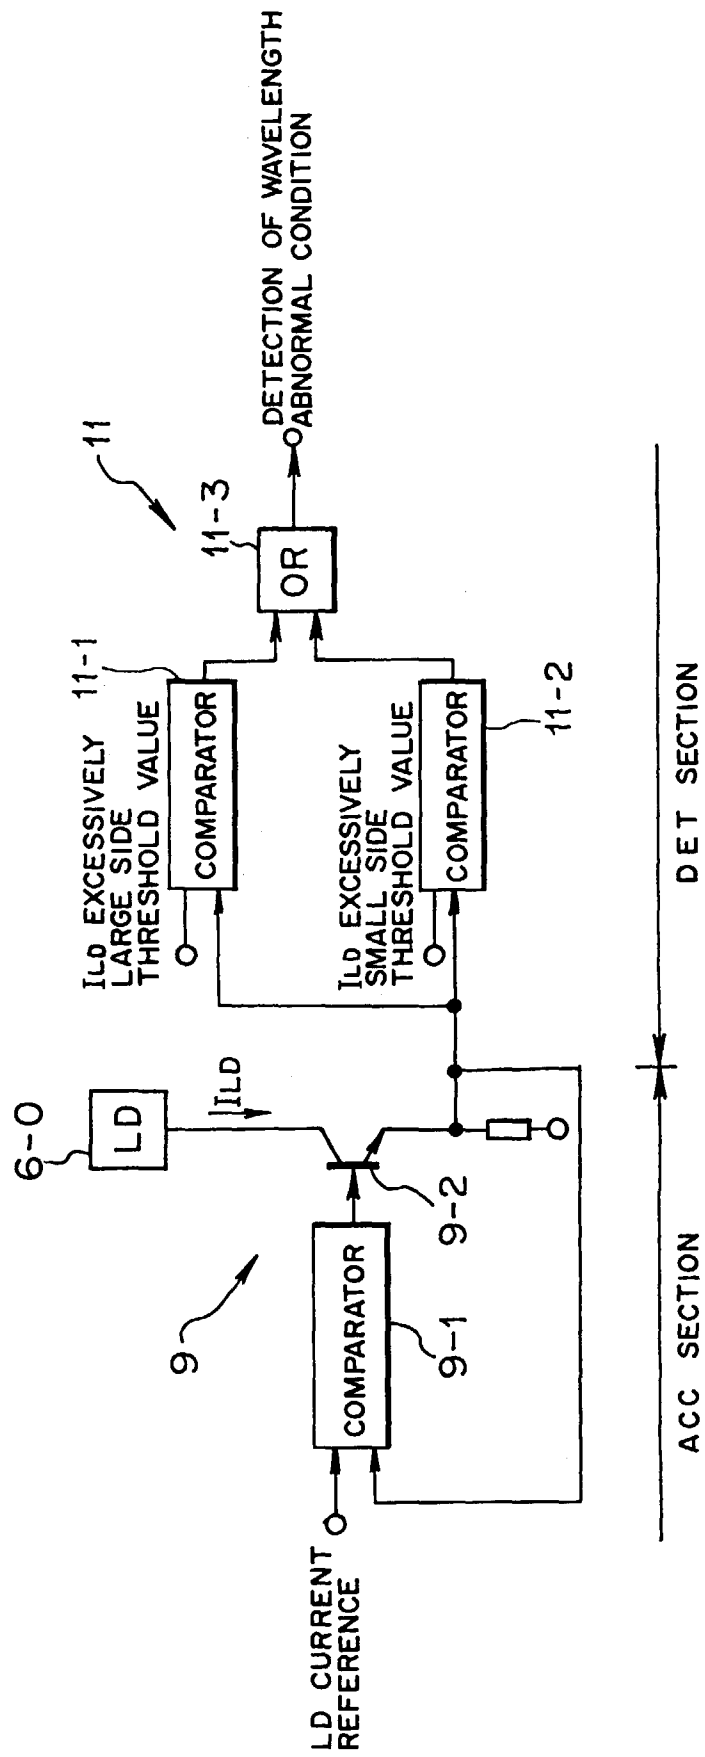 6-0
LD
ILD
9
COMPARATOR
9-1
9-2
LD CURRENT
REFERENCE
ILD EXCESSIVELY
LARGE SIDE
THRESHOLD VALUE
11-1
COMPARATOR
ILD EXCESSIVELY
SMALL SIDE
THRESHOLD VALUE
COMPARATOR
11-2
11
11-3
OR
DETECTION OF WAVELENGTH
ABNORMAL CONDITION
ACC SECTION
DET SECTION